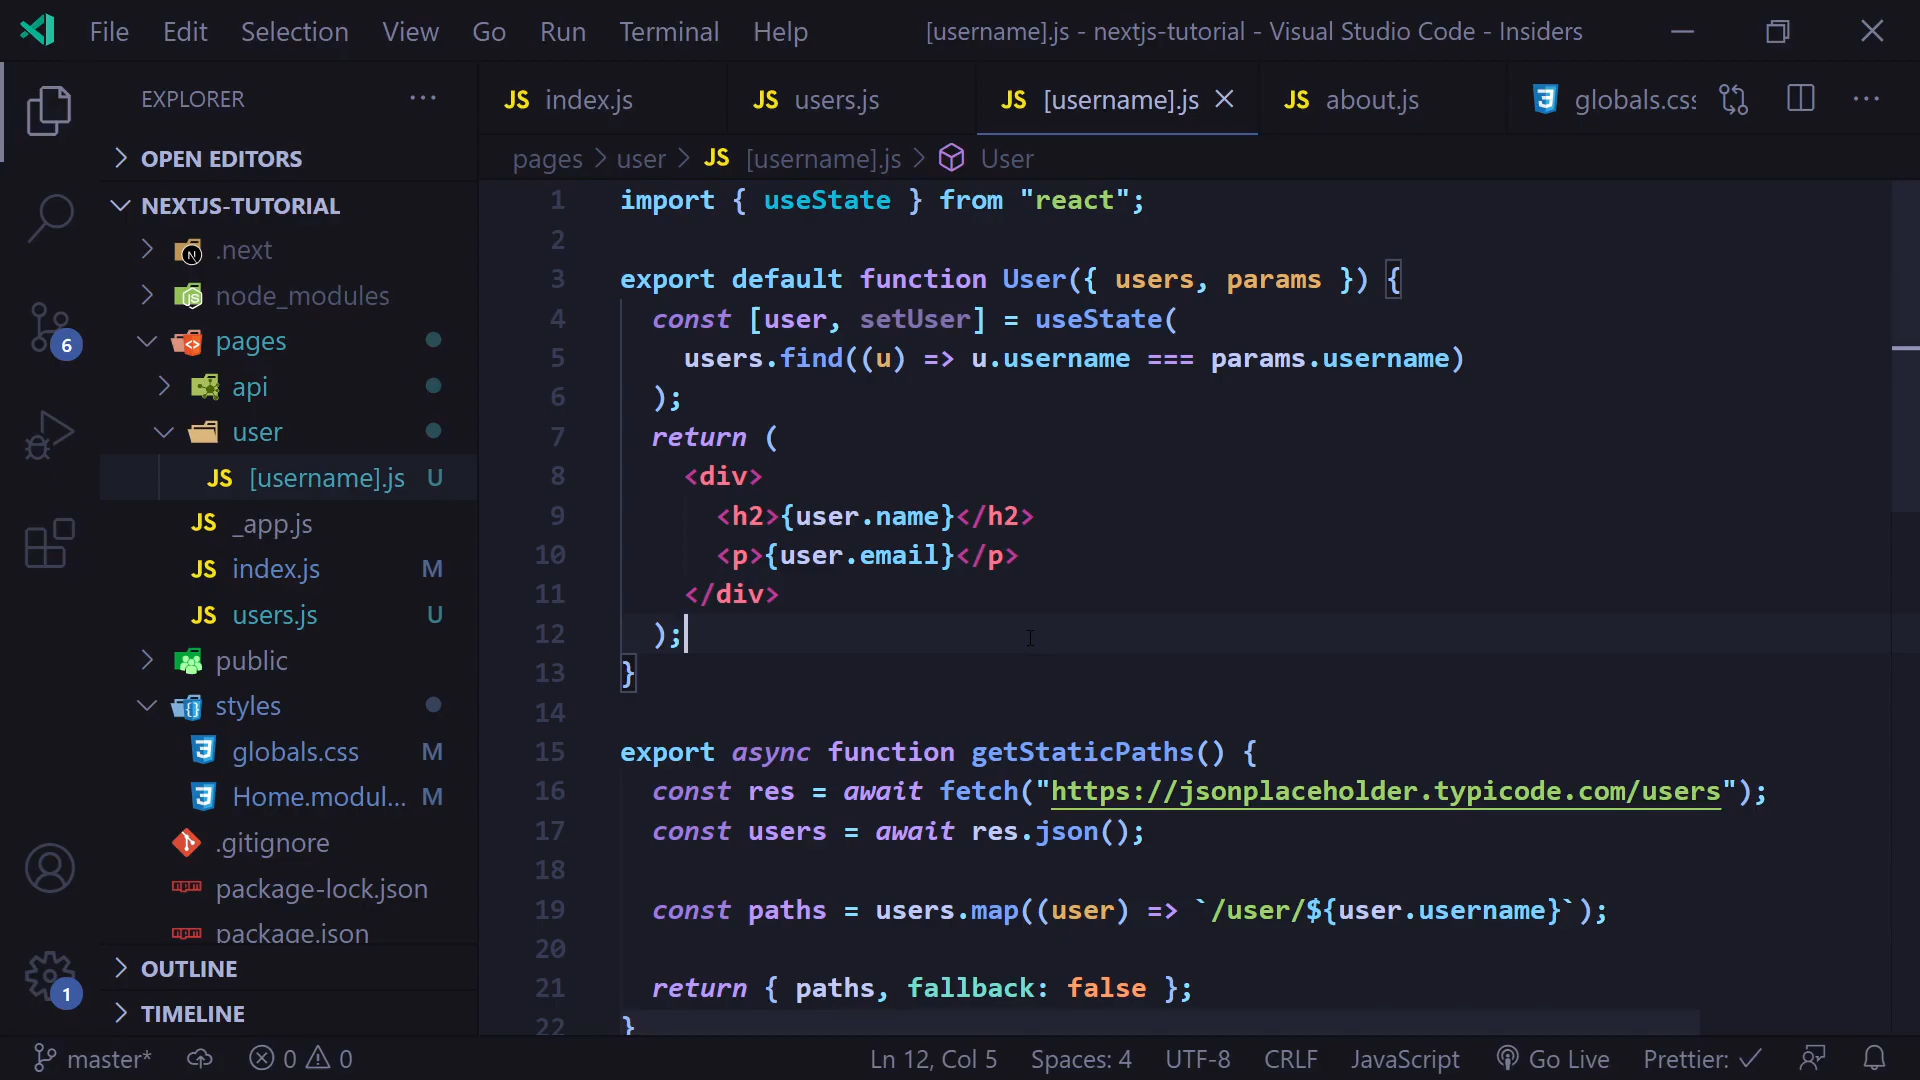 File Edit Selection View Go Run Terminal Help [username].js - nextjs-tutorial - Visual Studio Code - Insiders
EXPLORER
OPEN EDITORS
NEXTJS-TUTORIAL
.next
node_modules
pages
api
user
JS [username].js U
JS _app.js
JS index.js M
JS users.js U
public
styles
globals.css M
Home.modul... M
.gitignore
package-lock.json
package.json
OUTLINE
TIMELINE
6
1
JS index.js JS users.js JS [username].js JS about.js globals.css
pages > user > JS [username].js > User
1 import { useState } from "react";
2
3 export default function User({ users, params }) {
4 const [user, setUser] = useState(
5 users.find((u) => u.username === params.username)
6 );
7 return (
8 <div>
9 <h2>{user.name}</h2>
10 <p>{user.email}</p>
11 </div>
12 );
13 }
14
15 export async function getStaticPaths() {
16 const res = await fetch("https://jsonplaceholder.typicode.com/users");
17 const users = await res.json();
18
19 const paths = users.map((user) => `/user/${user.username}`);
20
21 return { paths, fallback: false };
22 }
master* 0 0 Ln 12, Col 5 Spaces: 4 UTF-8 CRLF JavaScript Go Live Prettier: ✓